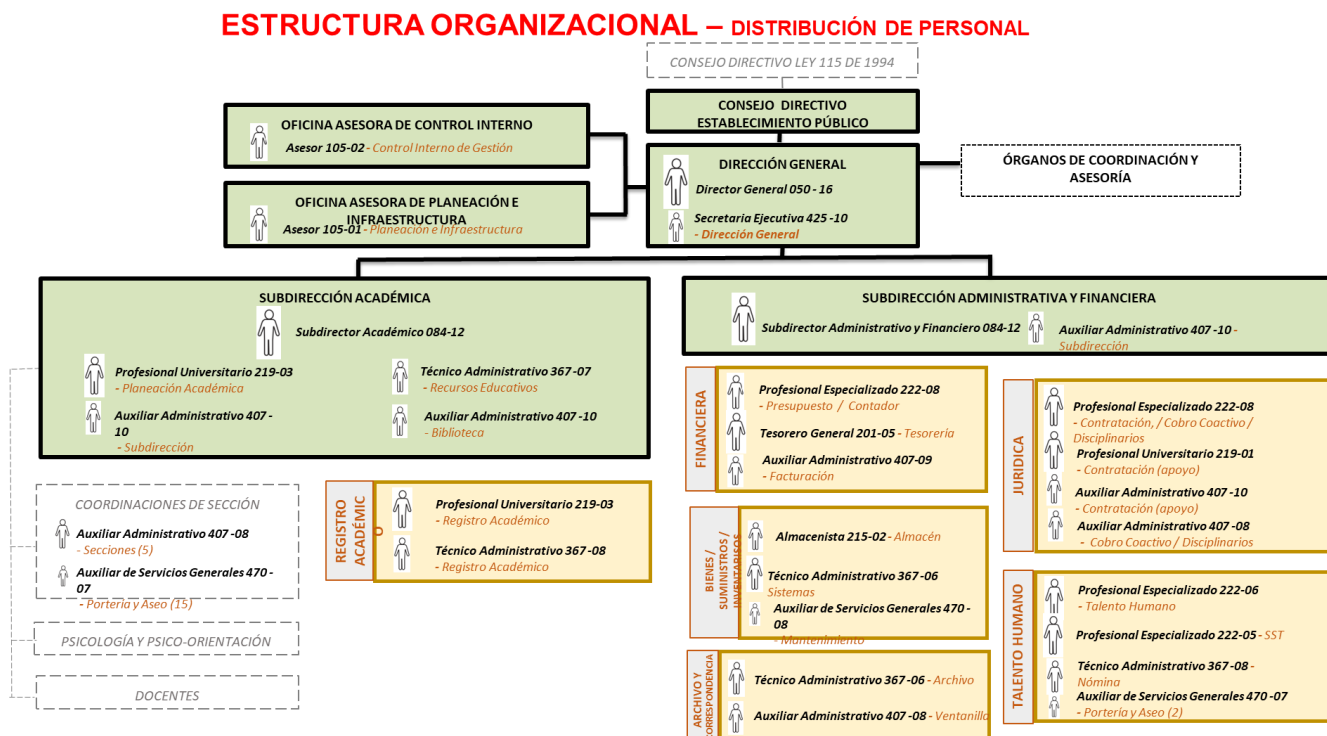 ESTRUCTURA ORGANIZACIONAL – DISTRIBUCIÓN DE PERSONAL
CONSEJO DIRECTIVO LEY 115 DE 1994
CONSEJO DIRECTIVO
ESTABLECIMIENTO PÚBLICO
OFICINA ASESORA DE CONTROL INTERNO
Asesor 105-02 - Control Interno de Gestión
OFICINA ASESORA DE PLANEACIÓN E
INFRAESTRUCTURA
Asesor 105-01 - Planeación e Infraestructura
DIRECCIÓN GENERAL
Director General 050 - 16
Secretaria Ejecutiva 425 -10
- Dirección General
ÓRGANOS DE COORDINACIÓN Y
ASESORÍA
SUBDIRECCIÓN ACADÉMICA
Subdirector Académico 084-12
Profesional Universitario 219-03
- Planeación Académica
Auxiliar Administrativo 407 -
10
- Subdirección
Técnico Administrativo 367 -07
- Recursos Educativos
Auxiliar Administrativo 407 -10
- Biblioteca
SUBDIRECCIÓN ADMINISTRATIVA Y FINANCIERA
Subdirector Administrativo y Financiero 084-12
Auxiliar Administrativo 407 -10 -
Subdirección
COORDINACIONES DE SECCIÓN
Auxiliar Administrativo 407 -08
- Secciones (5)
Auxiliar de Servicios Generales 470 -
07
- Portería y Aseo (15)
PSICOLOGÍA Y PSICO-ORIENTACIÓN
DOCENTES
REGISTRO
ACADÉMIC
O
Profesional Universitario 219-03
- Registro Académico
Técnico Administrativo 367 -08
- Registro Académico
FINANCIERA
Profesional Especializado 222-08
- Presupuesto / Contador
Tesorero General 201-05 - Tesorería
Auxiliar Administrativo 407-09
- Facturación
BIENES /
SUMINISTROS /
INVENTARISOS
Almacenista 215-02 - Almacén
Técnico Administrativo 367 -06
Sistemas
Auxiliar de Servicios Generales 470 -
08
- Mantenimiento
ARCHIVO Y
CORRESPONDENCIA
Técnico Administrativo 367 -06 - Archivo
Auxiliar Administrativo 407 -08 - Ventanilla
JURIDICA
Profesional Especializado 222-08
- Contratación, / Cobro Coactivo /
Disciplinarios
Profesional Universitario 219-01
- Contratación (apoyo)
Auxiliar Administrativo 407 -10
- Contratación (apoyo)
Auxiliar Administrativo 407 -08
- Cobro Coactivo / Disciplinarios
TALENTO HUMANO
Profesional Especializado 222-06
- Talento Humano
Profesional Especializado 222-05 - SST
Técnico Administrativo 367 -08 -
Nómina
Auxiliar de Servicios Generales 470 -07
- Portería y Aseo (2)